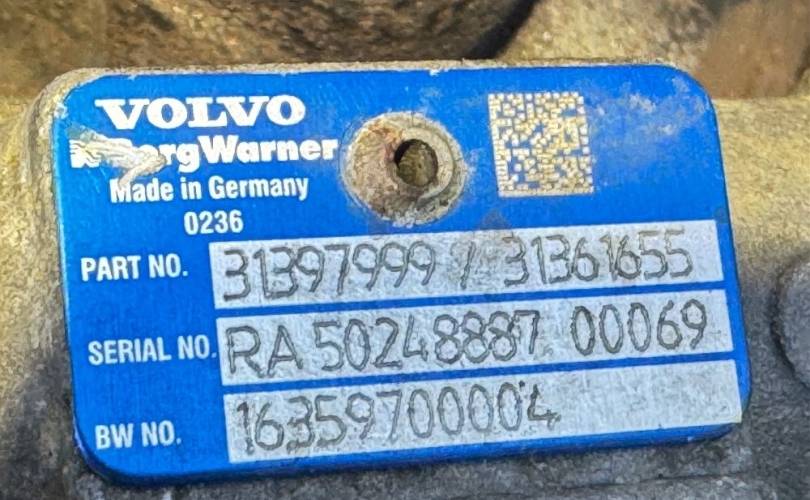 VOLVO
BorgWarner
Made in Germany
0236
PART NO. 31397999 / 31361655
SERIAL NO. RA 50248887 00069
BW NO. 16359700004